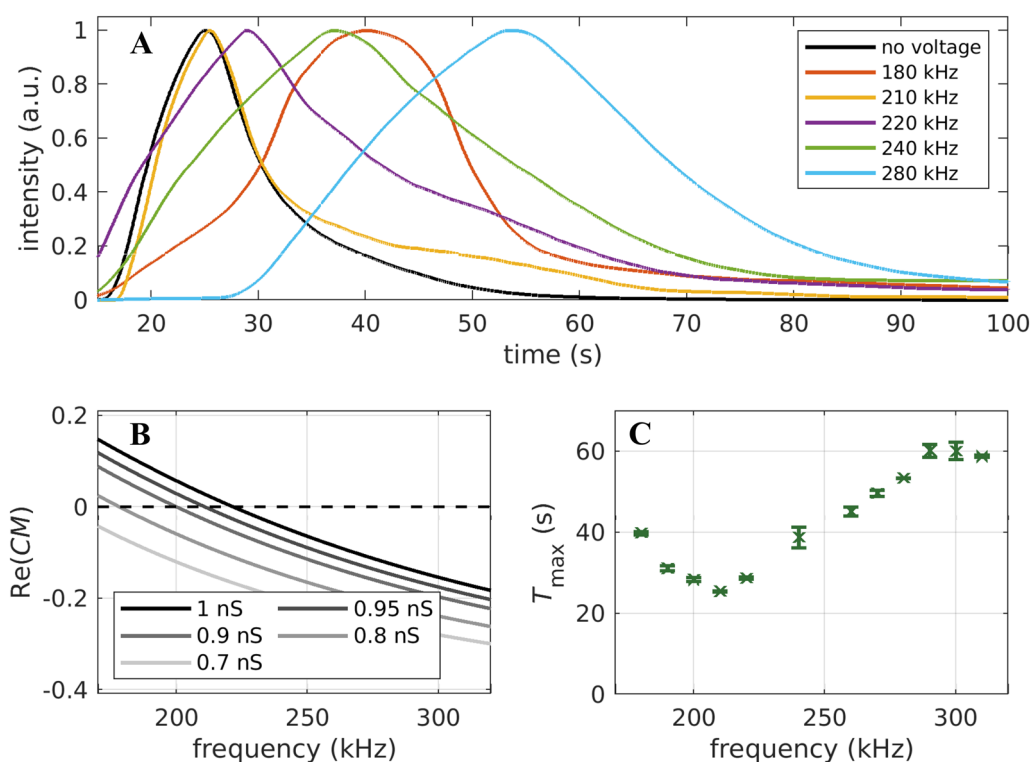 A
intensity (a.u.)
1
0.8
0.6
0.4
0.2
0
no voltage
180 kHz
210 kHz
220 kHz
240 kHz
280 kHz
20 30 40 50 60 70 80 90 100
time (s)
B
Re(CM)
0.2
0
-0.2
-0.4
1 nS 0.95 nS
0.9 nS 0.8 nS
0.7 nS
200 250 300
frequency (kHz)
C
Tmax (s)
60
40
20
0
200 250 300
frequency (kHz)